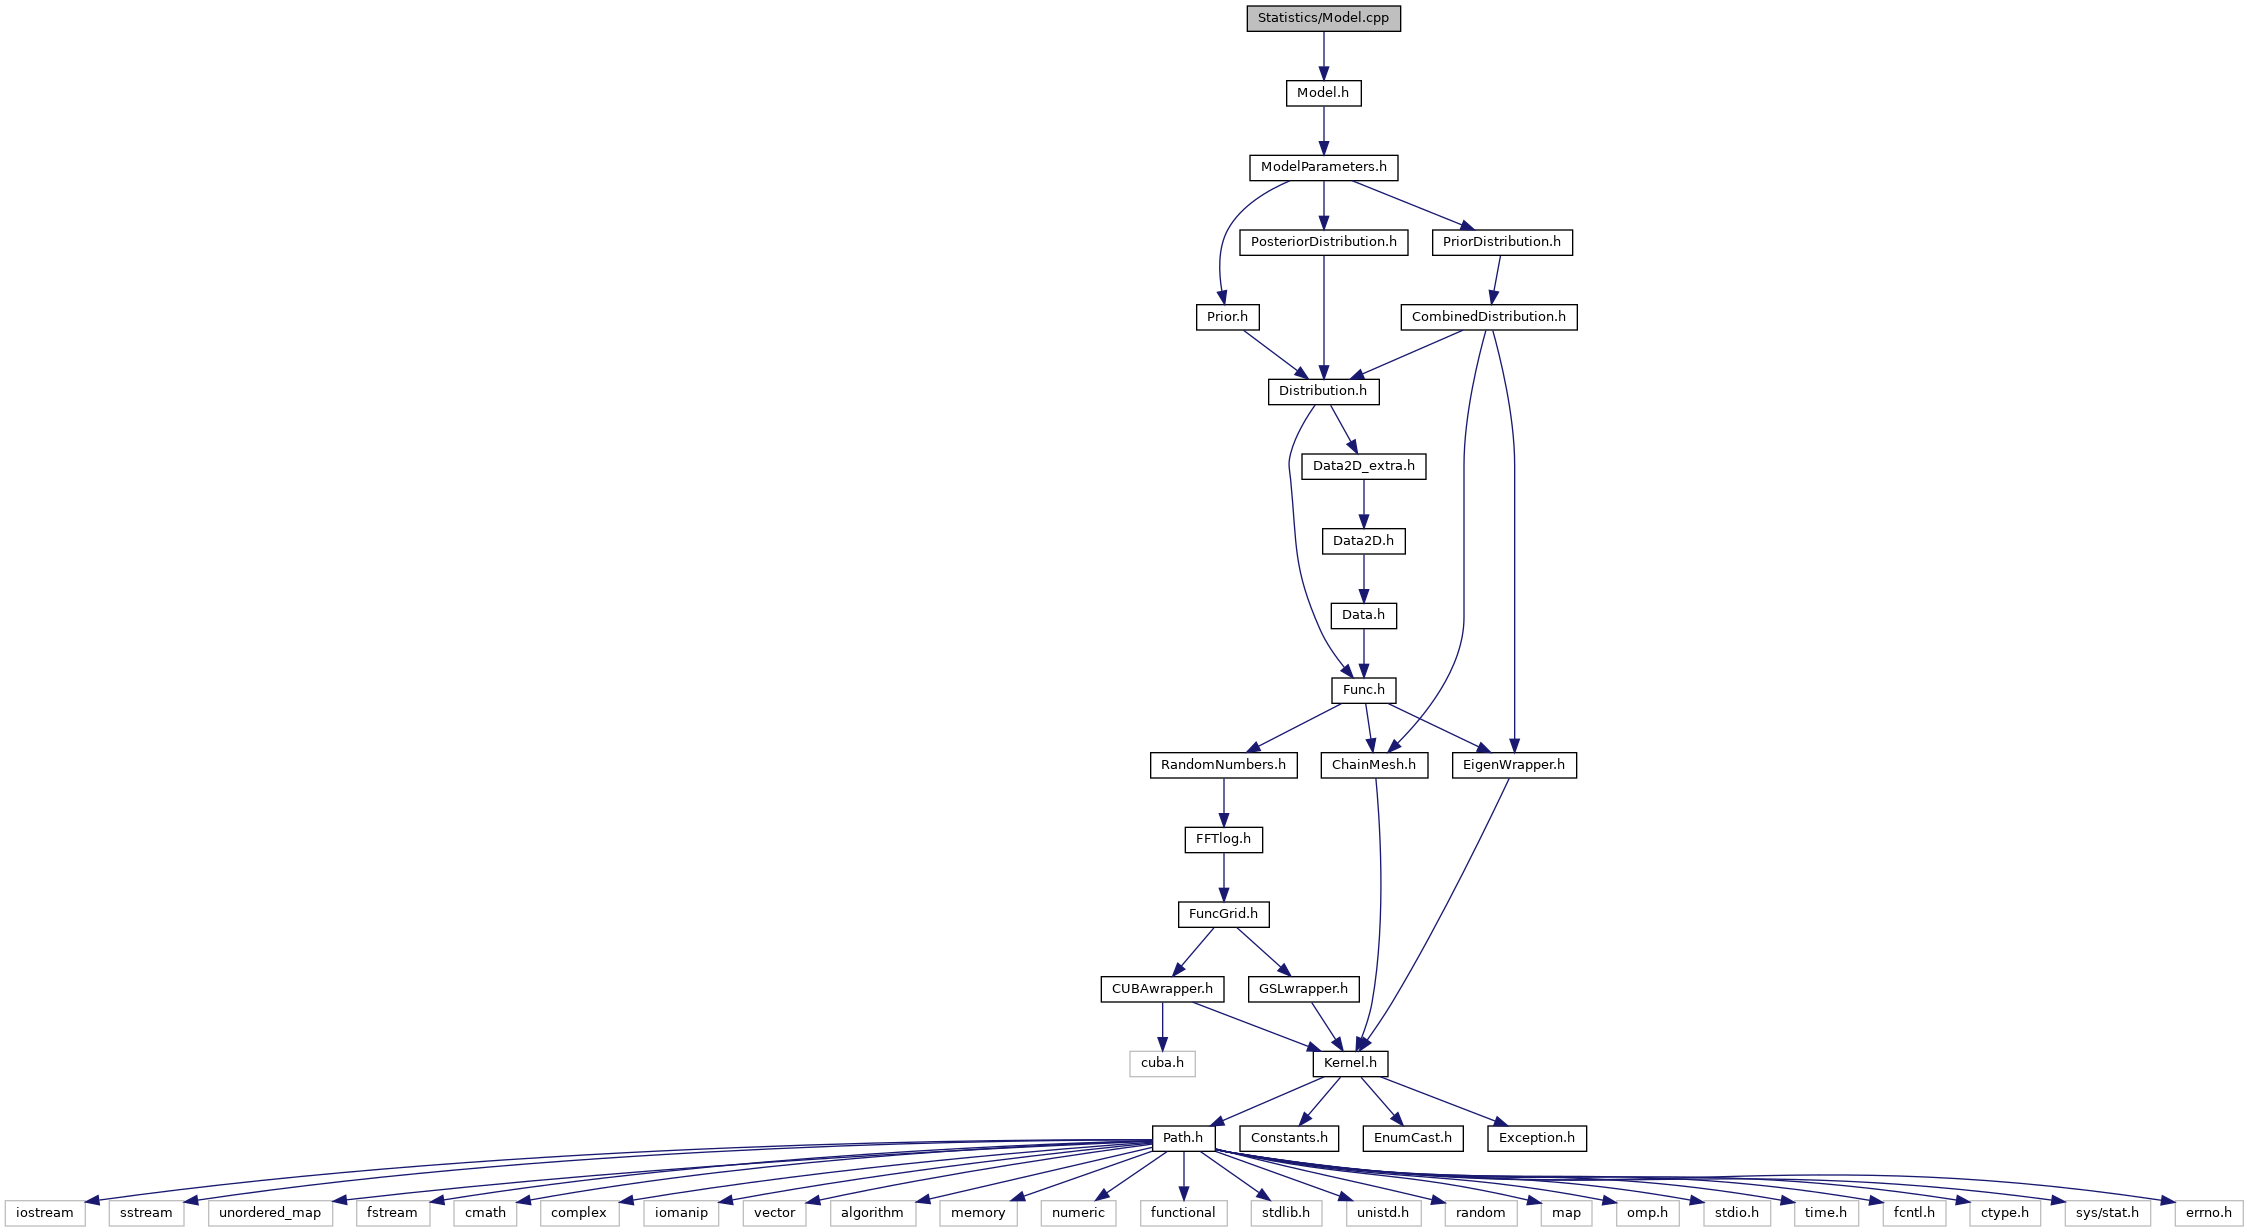 Statistics/Model.cpp
Model.h
ModelParameters.h
PosteriorDistribution.h
PriorDistribution.h
Prior.h
CombinedDistribution.h
Distribution.h
Data2D_extra.h
Data2D.h
Data.h
Func.h
RandomNumbers.h
ChainMesh.h
EigenWrapper.h
FFTlog.h
FuncGrid.h
CUBAwrapper.h
GSLwrapper.h
cuba.h
Kernel.h
Path.h
Constants.h
EnumCast.h
Exception.h
iostream
sstream
unordered_map
fstream
cmath
complex
iomanip
vector
algorithm
memory
numeric
functional
stdlib.h
unistd.h
random
map
omp.h
stdio.h
time.h
fcntl.h
ctype.h
sys/stat.h
errno.h